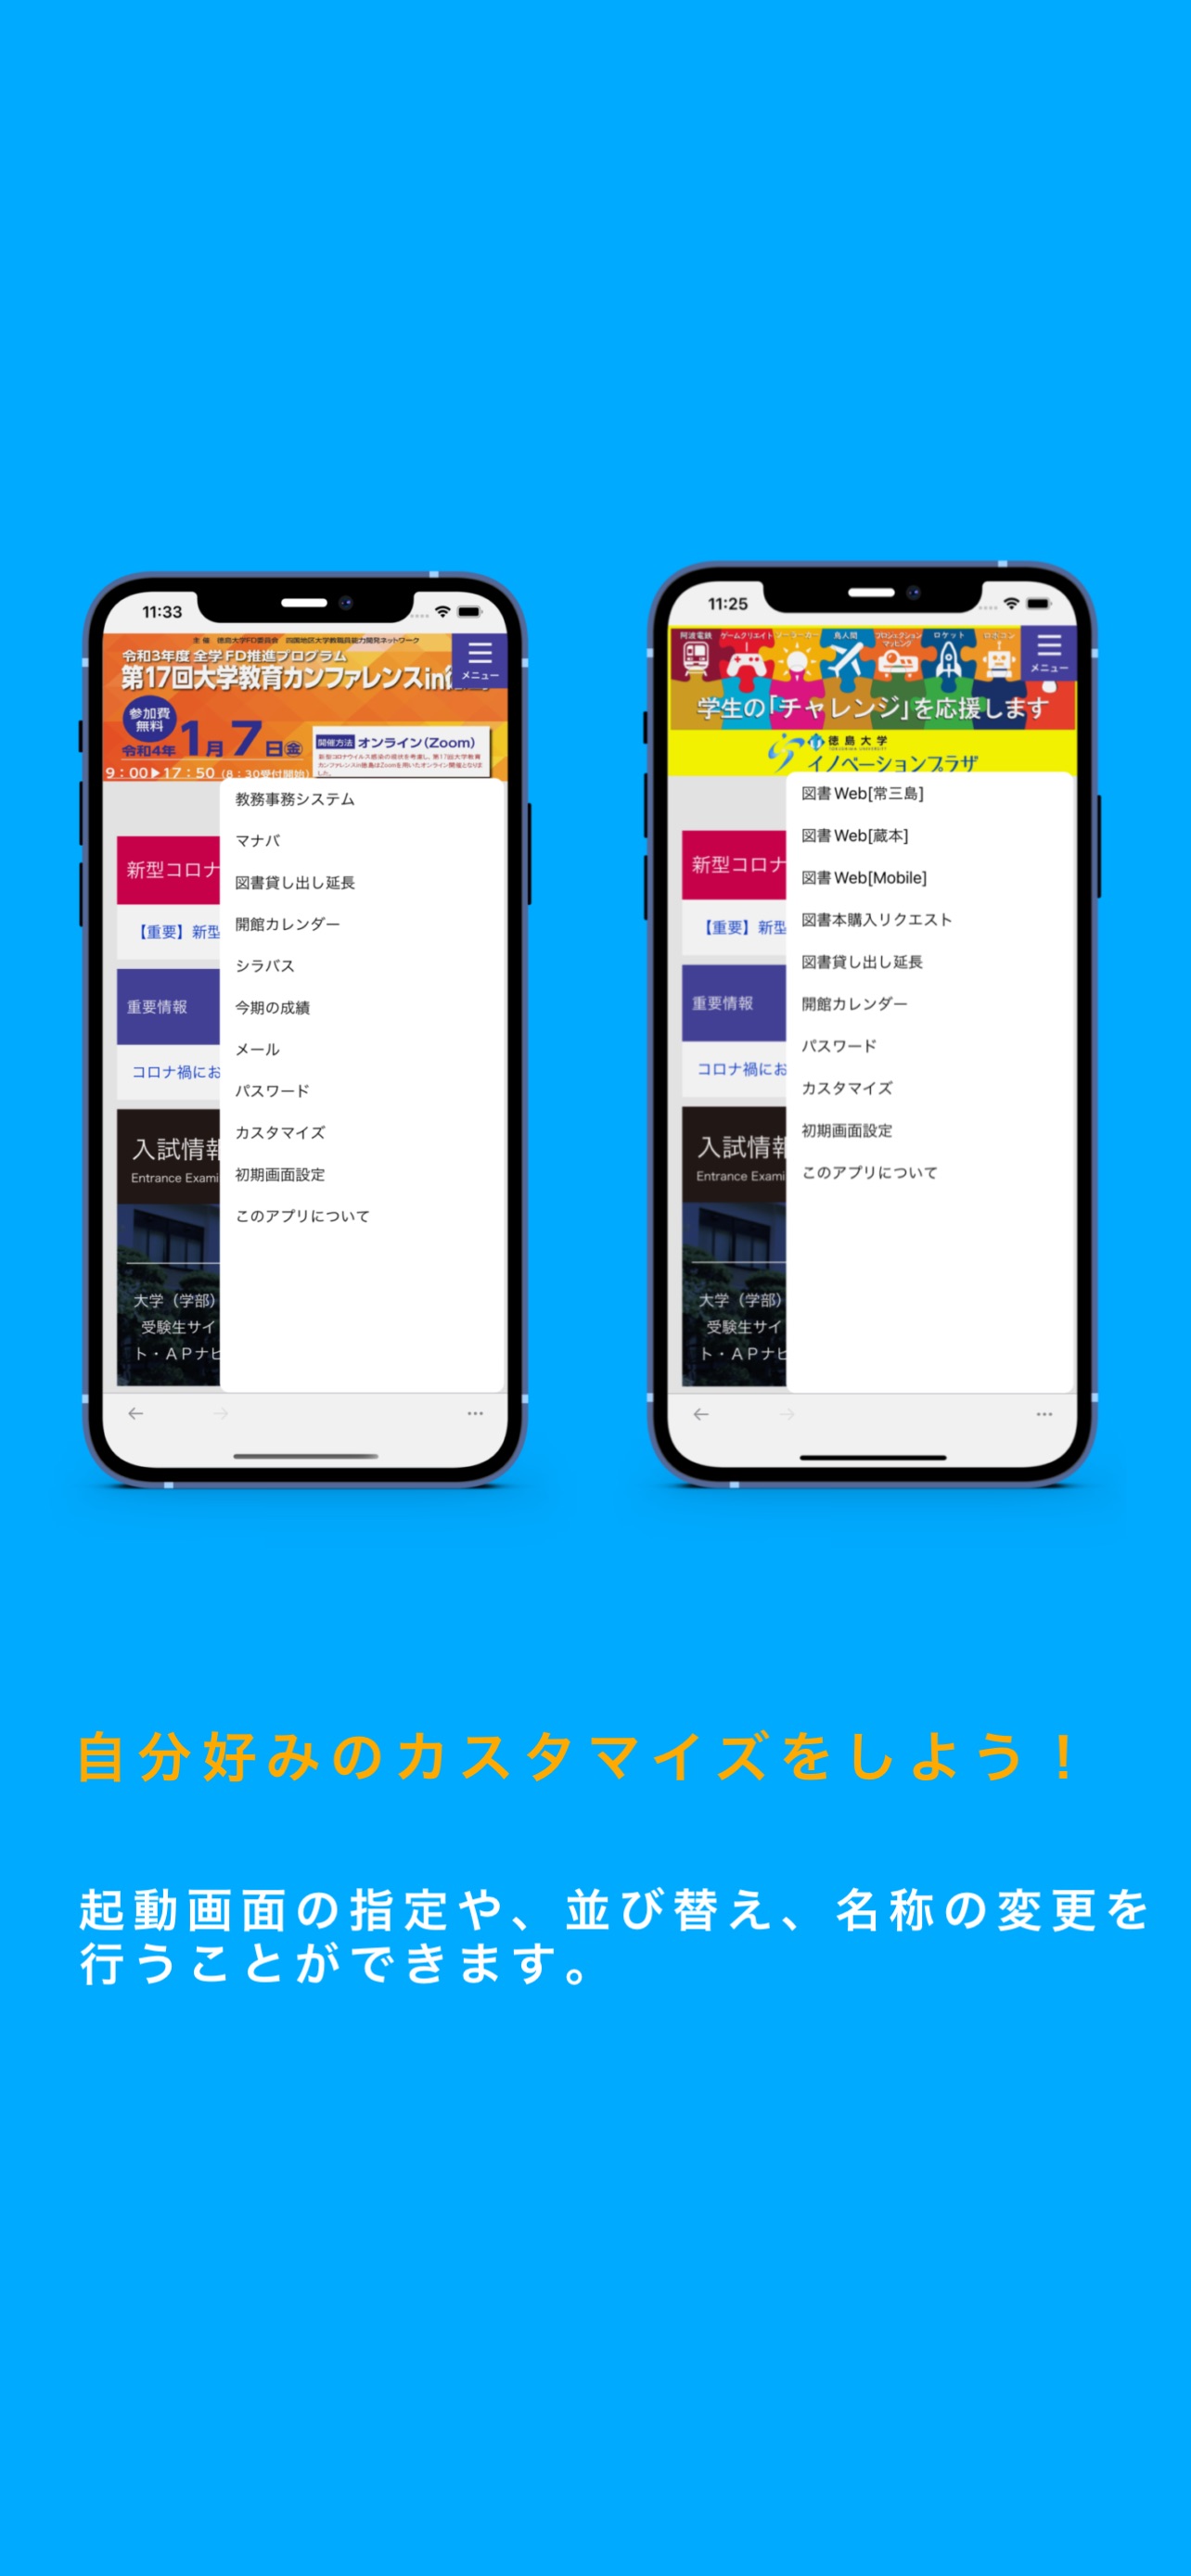 11:33
主催 徳島大学FD委員会 四国地区大学教職員能力開発ネットワーク
令和3年度 全学FD推進プログラム
第17回大学教育カンファレンスin
メニュー
参加費
無料
令和4年 1月7日金
開催方法 オンライン(Zoom)
9:00▶17:50 (8:30受付開始)
教務事務システム
マナバ
図書貸し出し延長
開館カレンダー
シラバス
今期の成績
メール
パスワード
カスタマイズ
初期画面設定
このアプリについて
新型コロナ
【重要】新型
重要情報
コロナ禍にお
入試情報
Entrance Exami
大学(学部)
受験生サイ
ト・APナビ
11:25
阿波電鉄 ゲームクリエイト 鳥人間 プロジェクションマッピング ロケット ロボコン
メニュー
学生の「チャレンジ」を応援します
徳島大学
イノベーションプラザ
図書Web[常三島]
図書Web[蔵本]
図書Web[Mobile]
図書本購入リクエスト
図書貸し出し延長
開館カレンダー
パスワード
カスタマイズ
初期画面設定
このアプリについて
新型コロナ
【重要】新型
重要情報
コロナ禍にお
入試情報
Entrance Exami
大学(学部)
受験生サイ
ト・APナビ
自分好みのカスタマイズをしよう!
起動画面の指定や、並び替え、名称の変更を
行うことができます。